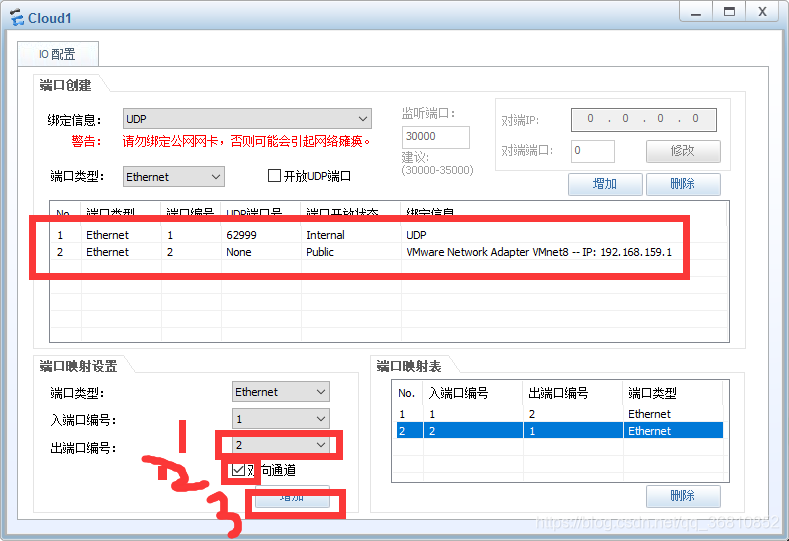 Cloud1
IO 配置
端口创建
绑定信息: UDP
警告: 请勿绑定公网网卡，否则可能会引起网络瘫痪。
监听端口:
30000
建议:
(30000-35000)
对端IP: 0 . 0 . 0 . 0
对端端口: 0 修改
端口类型: Ethernet 开放UDP端口
增加 删除
No. 端口类型 端口编号 UDP端口号 端口开放状态 绑定信息
1 Ethernet 1 62999 Internal UDP
2 Ethernet 2 None Public VMware Network Adapter VMnet8 -- IP: 192.168.159.1
端口映射设置
端口类型: Ethernet
入端口编号: 1
出端口编号: 2
双向通道
增加
1
2
3
端口映射表
No. 入端口编号 出端口编号 端口类型
1 1 2 Ethernet
2 2 1 Ethernet
删除
https://blog.csdn.net/qq_36810852